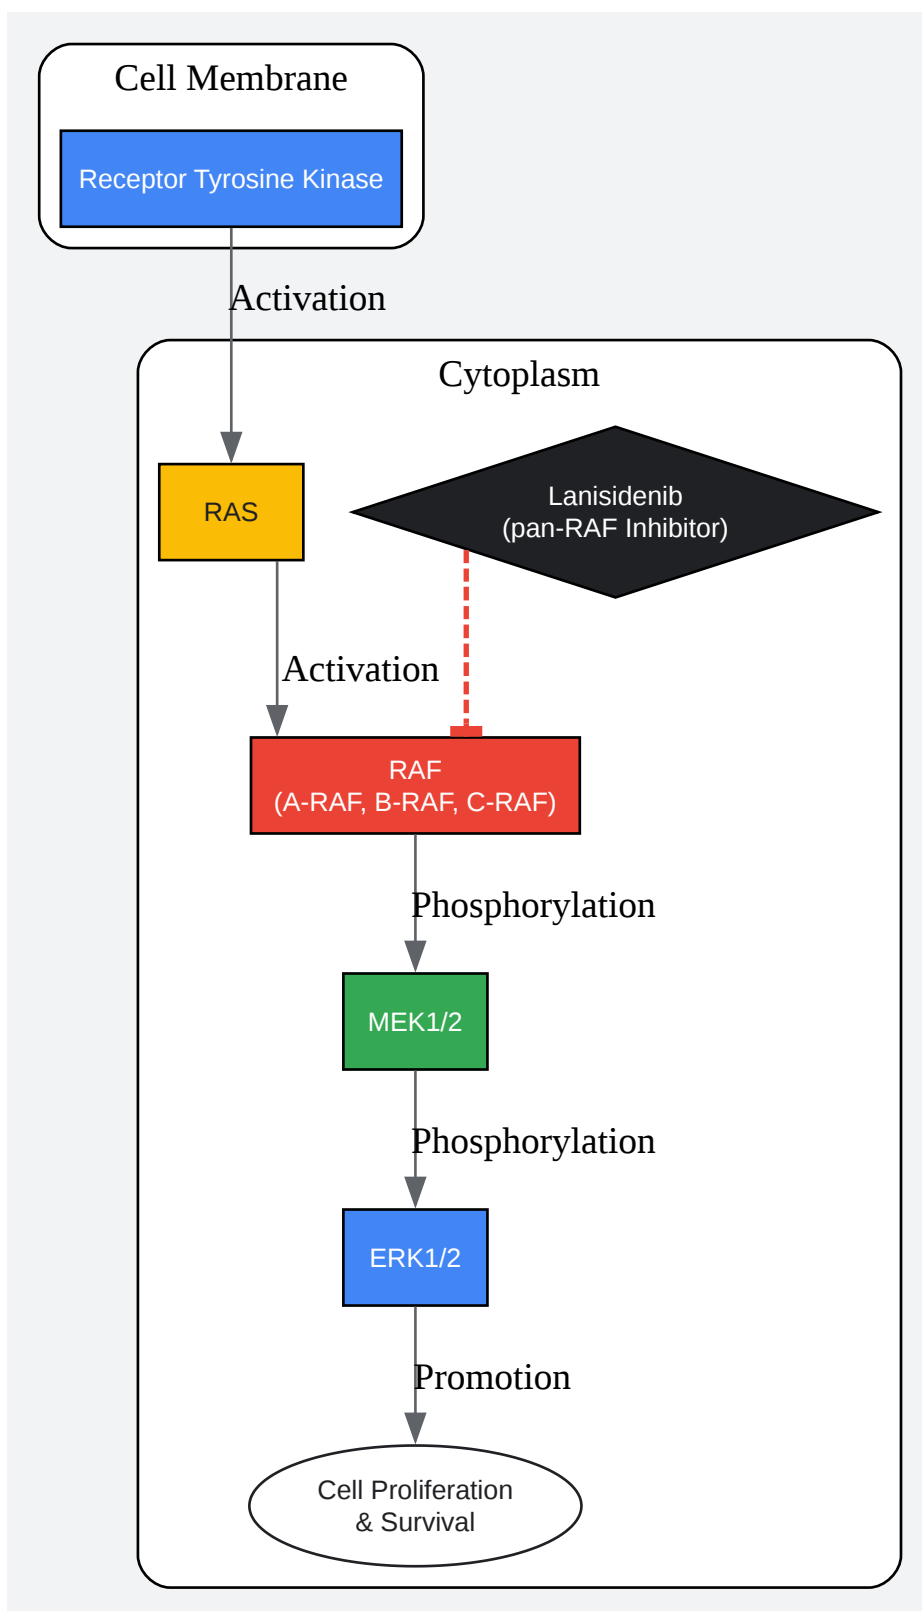 Cell Membrane
Receptor Tyrosine Kinase
Activation
Cytoplasm
RAS
Lanisidenib
(pan-RAF Inhibitor)
Activation
RAF
(A-RAF, B-RAF, C-RAF)
Phosphorylation
MEK1/2
Phosphorylation
ERK1/2
Promotion
Cell Proliferation
& Survival